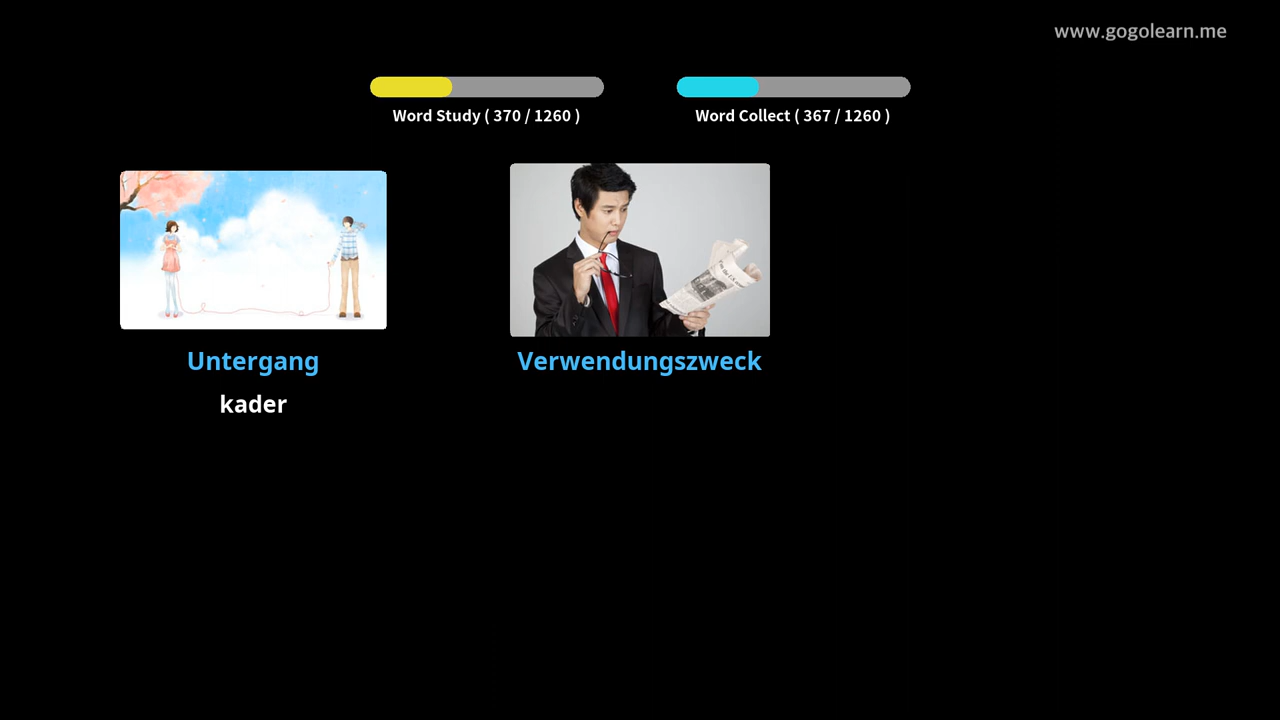 www.gogolearn.me
Word Study ( 370 / 1260 )
Word Collect ( 367 / 1260 )
Untergang
Verwendungszweck
kader